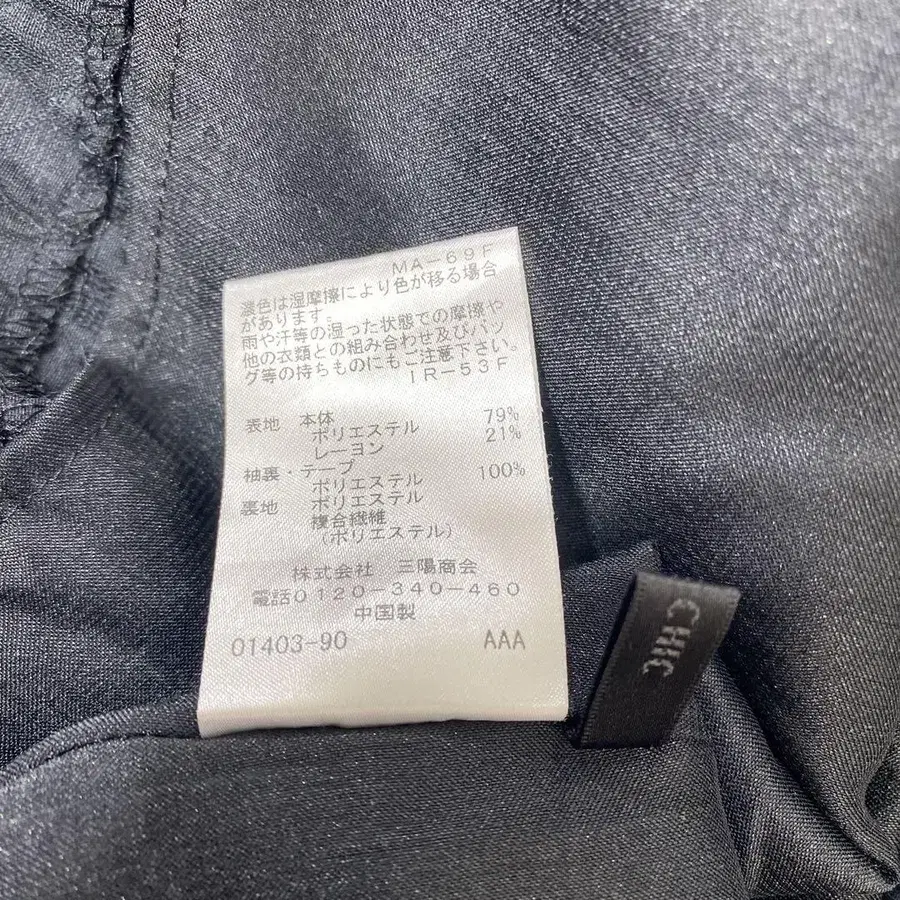 MA-69F
濃色は湿摩擦により色が移る場合
があります。
雨や汗等の湿った状態での摩擦や
他の衣類との組み合わせ及びバッ
グ等の持ちものにもご注意下さい。
IR-53F
表地 本体
ポリエステル 79%
レーヨン 21%
袖裏・テープ
ポリエステル 100%
裏地 ポリエステル
複合繊維
(ポリエステル)
株式会社 三陽商会
電話0120-340-460
中国製
01403-90 AAA
CHIC